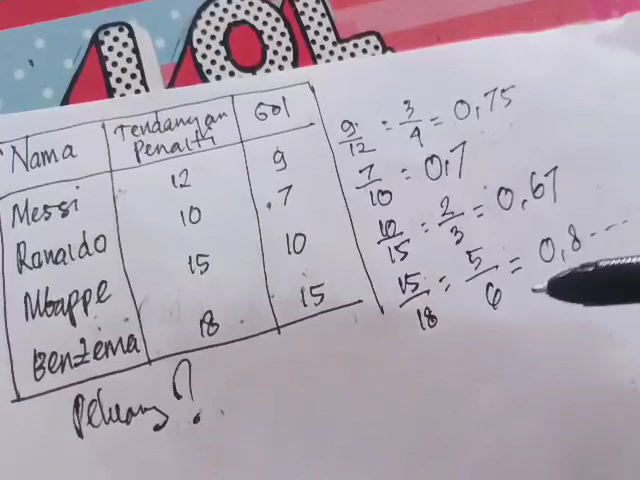 LOL
Nama Tendangan Penalti Gol
Messi 12 9
Ronaldo 10 7
Mbappe 15 10
Benzema 18 15
9/12 = 3/4 = 0,75
7/10 = 0,7
10/15 = 2/3 = 0,67
15/18 = 5/6 = 0,8...
Peluang?